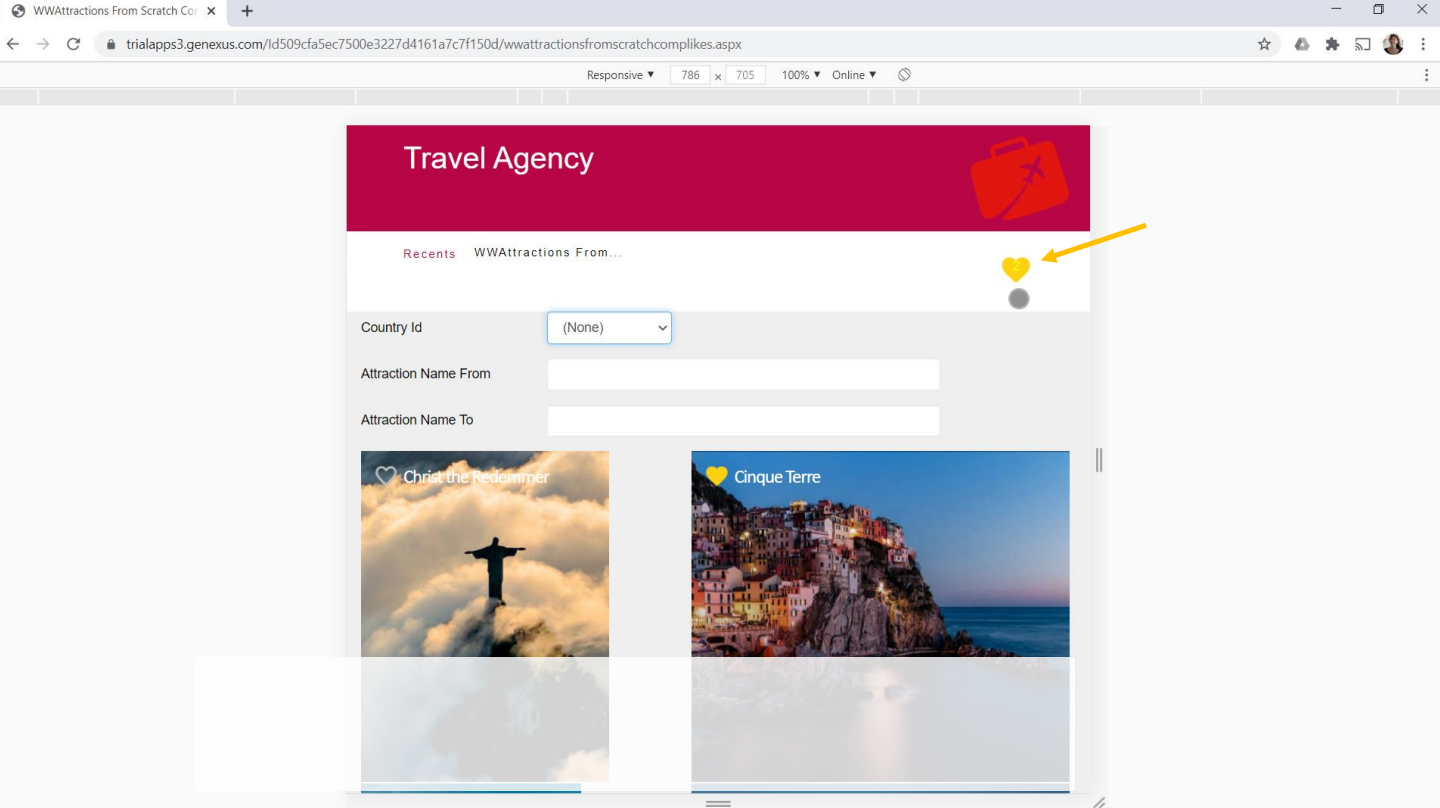 WWAttractions From Scratch Co
trialapps3.genexus.com/Id509cfa5ec7500e3227d4161a7c7f150d/wwattractionsfromscratchcomplikes.aspx
Responsive ▼ 786 x 705 100% ▼ Online ▼
Travel Agency
Recents WWAttractions From...
2
Country Id (None)
Attraction Name From
Attraction Name To
Christ the Redemmer
Cinque Terre